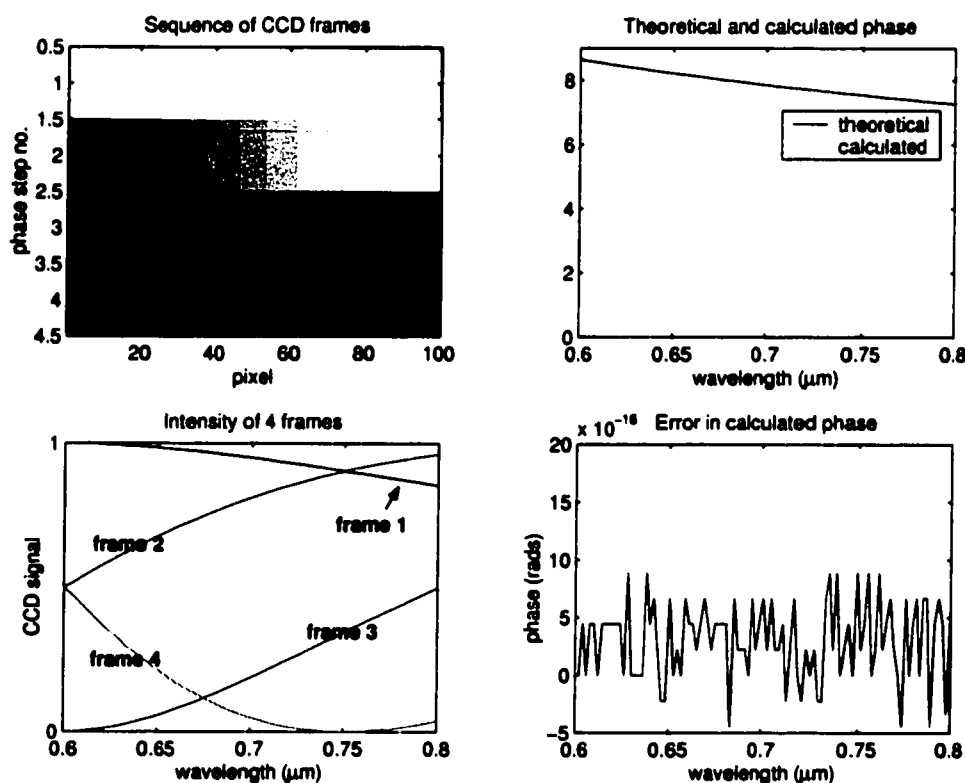 Sequence of CCD frames
0.5
1
1.5
2
2.5
3
3.5
4
4.5
phase step no.
20 40 60 80 100
pixel
Theoretical and calculated phase
8
6
4
2
0
theoretical
calculated
0.6 0.65 0.7 0.75 0.8
wavelength (μm)
Intensity of 4 frames
1
0
CCD signal
frame 1
frame 2
frame 3
frame 4
0.6 0.65 0.7 0.75 0.8
wavelength (μm)
x 10⁻¹⁶ Error in calculated phase
20
15
10
5
0
-5
phase (rads)
0.6 0.65 0.7 0.75 0.8
wavelength (μm)